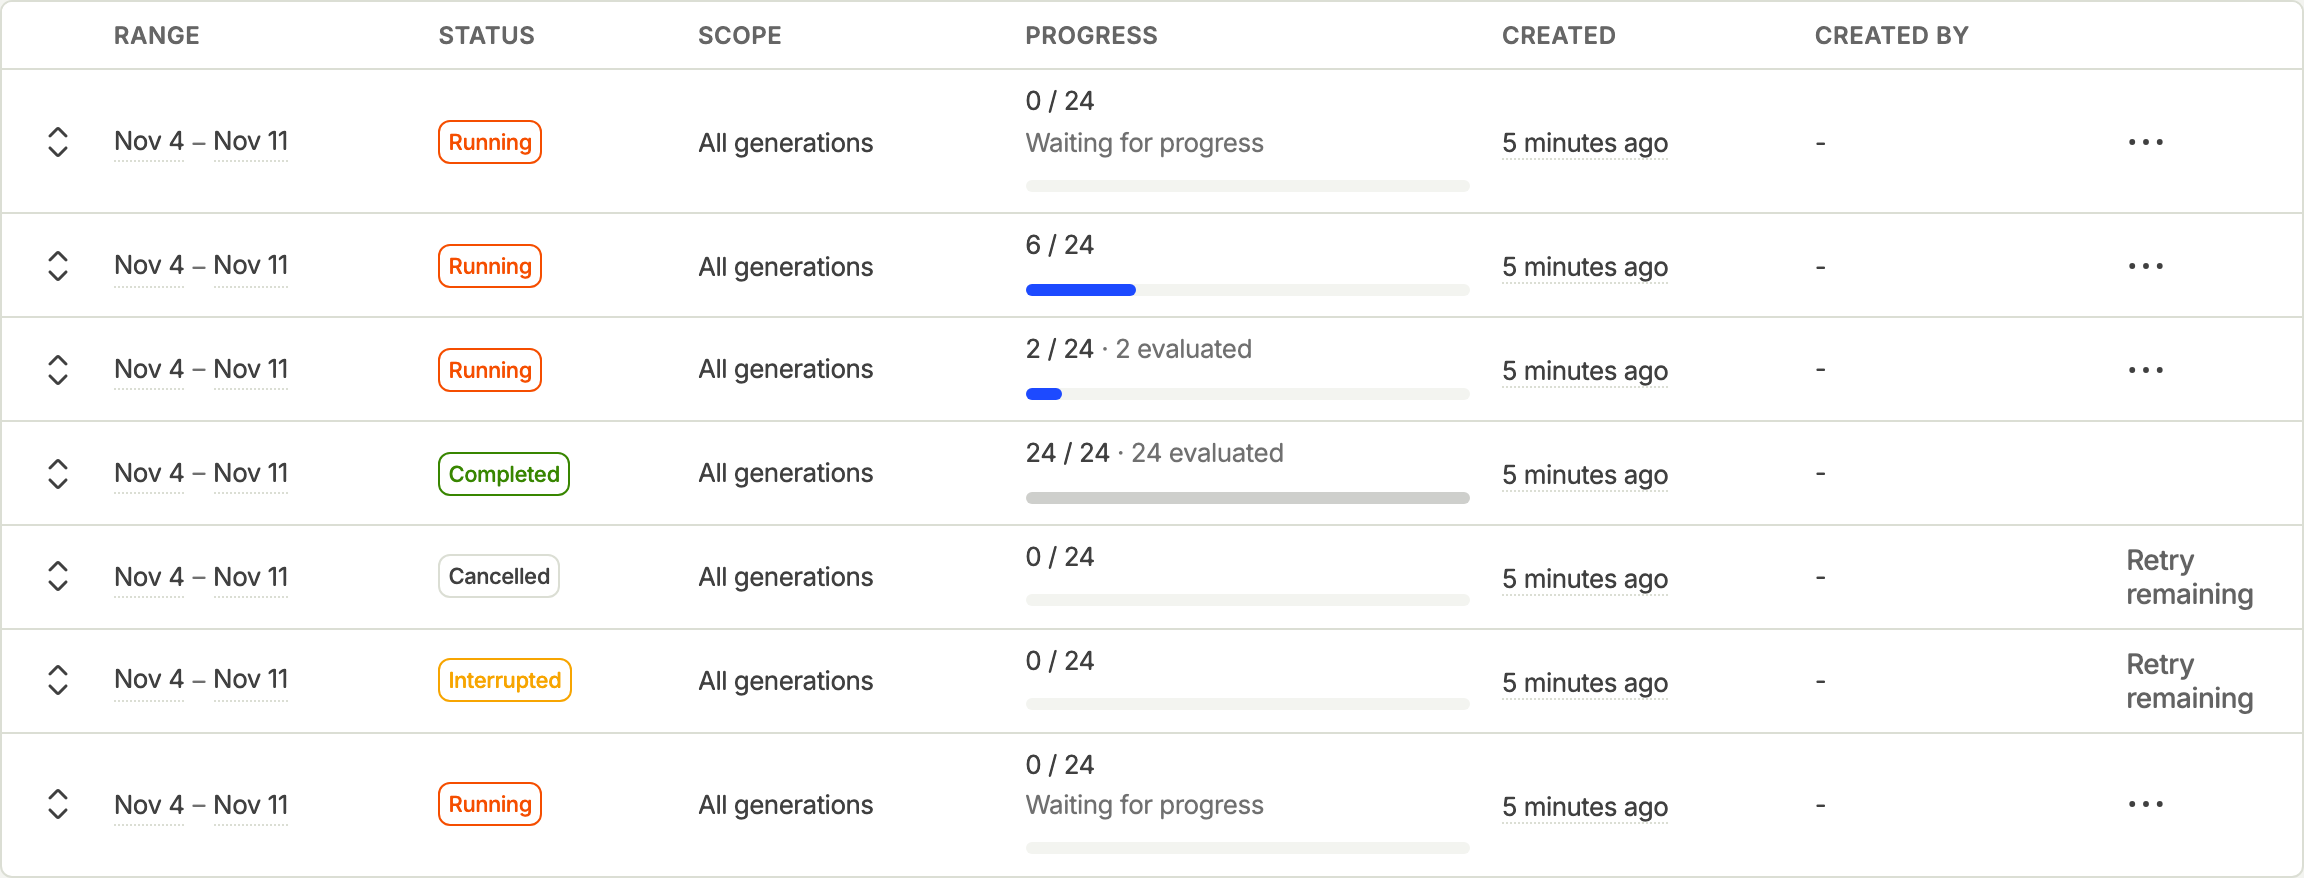 RANGE STATUS SCOPE PROGRESS CREATED CREATED BY
0 / 24
Nov 4 – Nov 11 Running All generations Waiting for progress 5 minutes ago - ...
6 / 24
Nov 4 – Nov 11 Running All generations 5 minutes ago - ...
2 / 24 · 2 evaluated
Nov 4 – Nov 11 Running All generations 5 minutes ago - ...
24 / 24 · 24 evaluated
Nov 4 – Nov 11 Completed All generations 5 minutes ago -
0 / 24 Retry
Nov 4 – Nov 11 Cancelled All generations 5 minutes ago - remaining
0 / 24 Retry
Nov 4 – Nov 11 Interrupted All generations 5 minutes ago - remaining
0 / 24
Nov 4 – Nov 11 Running All generations Waiting for progress 5 minutes ago - ...